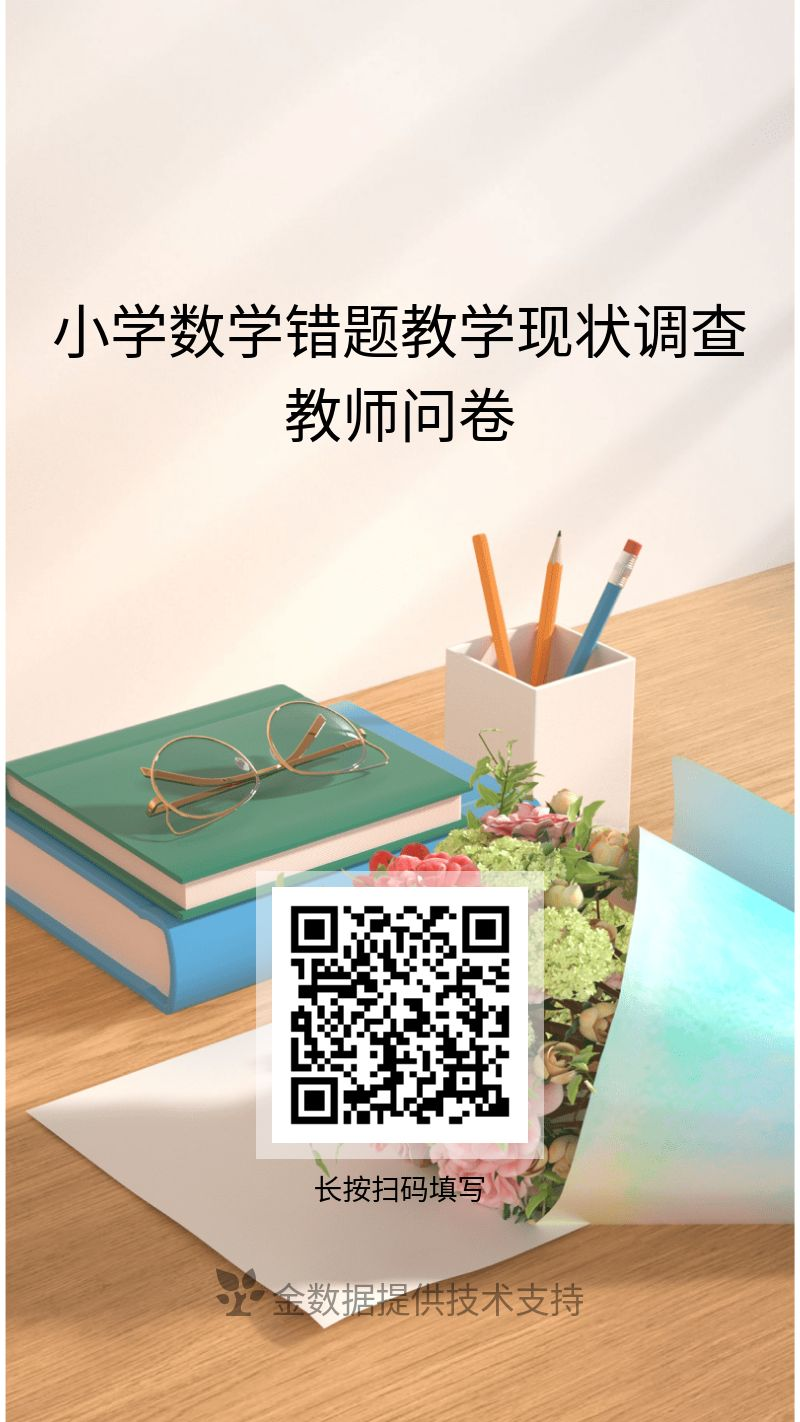 小学数学错题教学现状调查
教师问卷
长按扫码填写
金数据提供技术支持